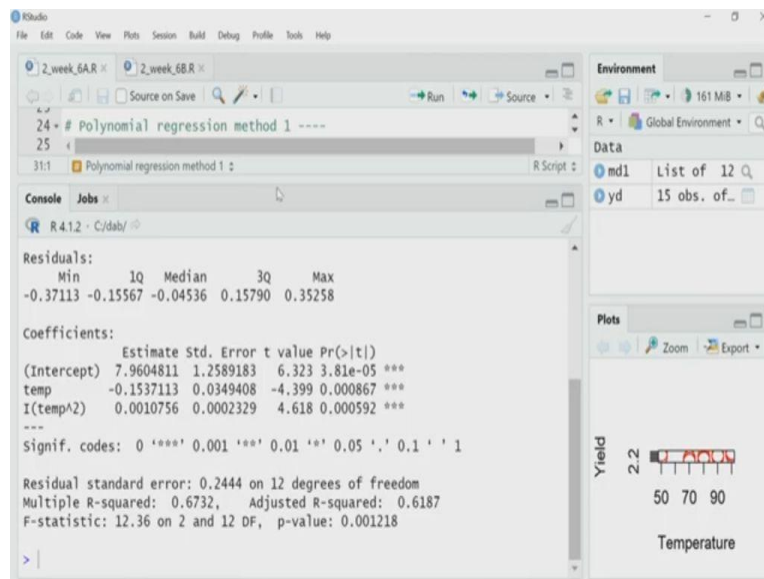 RStudio
File Edit Code View Plots Session Build Debug Profile Tools Help
2_week_6A.R × 2_week_6B.R ×
Source on Save Run Source
24 # Polynomial regression method 1 ----
25
31:1 Polynomial regression method 1 R Script
Console Jobs ×
R 4.1.2 · C:/dab/
Residuals:
Min 1Q Median 3Q Max
-0.37113 -0.15567 -0.04536 0.15790 0.35258
Coefficients:
Estimate Std. Error t value Pr(>|t|)
(Intercept) 7.9604811 1.2589183 6.323 3.81e-05 ***
temp -0.1537113 0.0349408 -4.399 0.000867 ***
I(temp^2) 0.0010756 0.0002329 4.618 0.000592 ***
---
Signif. codes: 0 ‘***’ 0.001 ‘**’ 0.01 ‘*’ 0.05 ‘.’ 0.1 ‘ ’ 1
Residual standard error: 0.2444 on 12 degrees of freedom
Multiple R-squared: 0.6732, Adjusted R-squared: 0.6187
F-statistic: 12.36 on 2 and 12 DF, p-value: 0.001218
>
Environment
161 MiB
R Global Environment
Data
md1 List of 12
yd 15 obs. of…
Plots
Zoom Export
Yield
2.2
50 70 90
Temperature